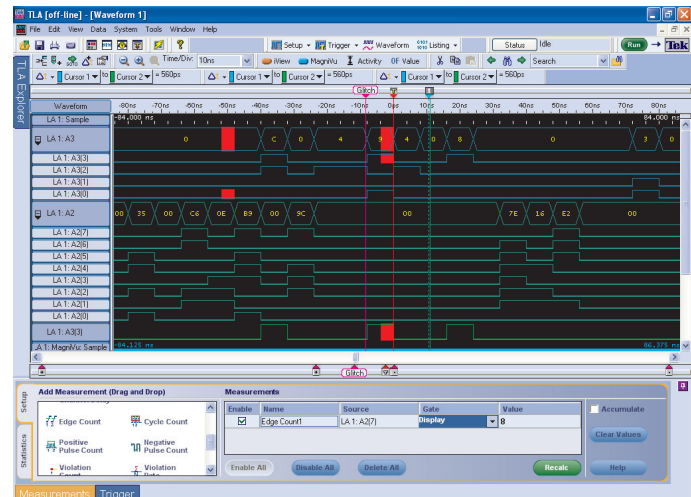 TLA [off-line] - [Waveform 1]
File Edit View Data System Tools Window Help
Setup Trigger Waveform Listing Status Idle Run Tek
Time/Div: 10ns iView MagniVu Activity Value Search
Cursor 1 to Cursor 2 = 560ps Cursor 1 to Cursor 2 = 560ps Cursor 1 to Cursor 2 = 560ps
TLA Explorer
Glitch
Waveform -80ns -70ns -60ns -50ns -40ns -30ns -20ns -10ns 0ps 10ns 20ns 30ns 40ns 50ns 60ns 70ns 80ns
LA 1: Sample -84.000 ns 84.000 ns
LA 1: A3 0 C 0 4 9 4 0 8 0 3 0
LA 1: A3(3)
LA 1: A3(2)
LA 1: A3(1)
LA 1: A3(0)
LA 1: A2 00 35 00 C6 0E B9 00 9C 00 7E 16 E2 00
LA 1: A2(7)
LA 1: A2(6)
LA 1: A2(5)
LA 1: A2(4)
LA 1: A2(3)
LA 1: A2(2)
LA 1: A2(1)
LA 1: A2(0)
LA 1: A3(3)
LA 1: MagniVu: Sample -84.125 ns 86.375 ns
Glitch
Setup
Statistics
Add Measurement (Drag and Drop)
Edge Count Cycle Count
Positive Pulse Count Negative Pulse Count
Violation Violation
Measurements
Enable Name Source Gate Value
Edge Count1 LA 1: A2(7) Display 8
Enable All Disable All Delete All Recalc
Accumulate
Clear Values
Help
Measurements Trigger